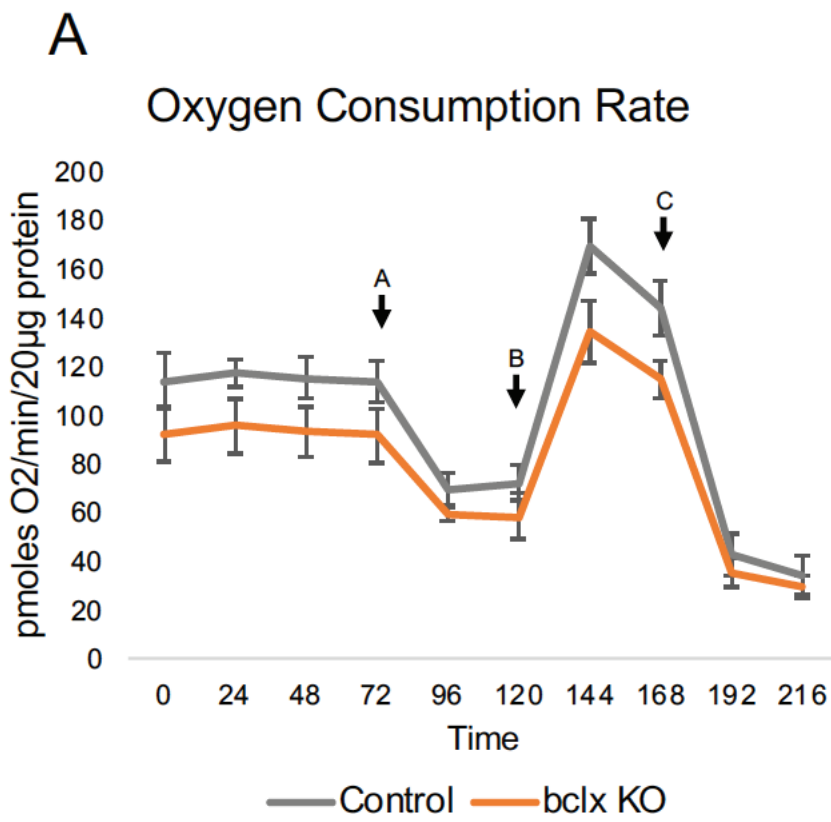 A
Oxygen Consumption Rate
pmoles O2/min/20µg protein
200
180
160
140
120
100
80
60
40
20
0
A
B
C
0 24 48 72 96 120 144 168 192 216
Time
Control bclx KO